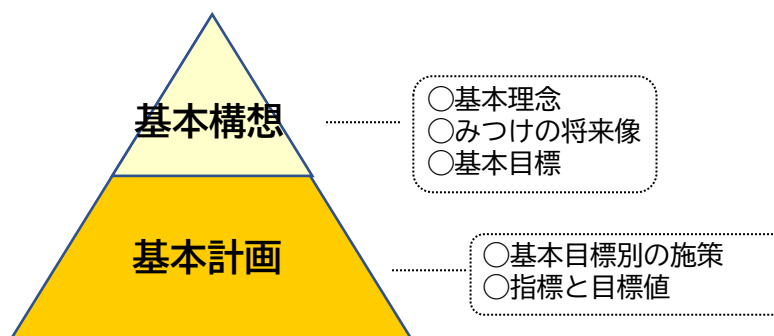 基本構想
○基本理念
○みつけの将来像
○基本目標
基本計画
○基本目標別の施策
○指標と目標値